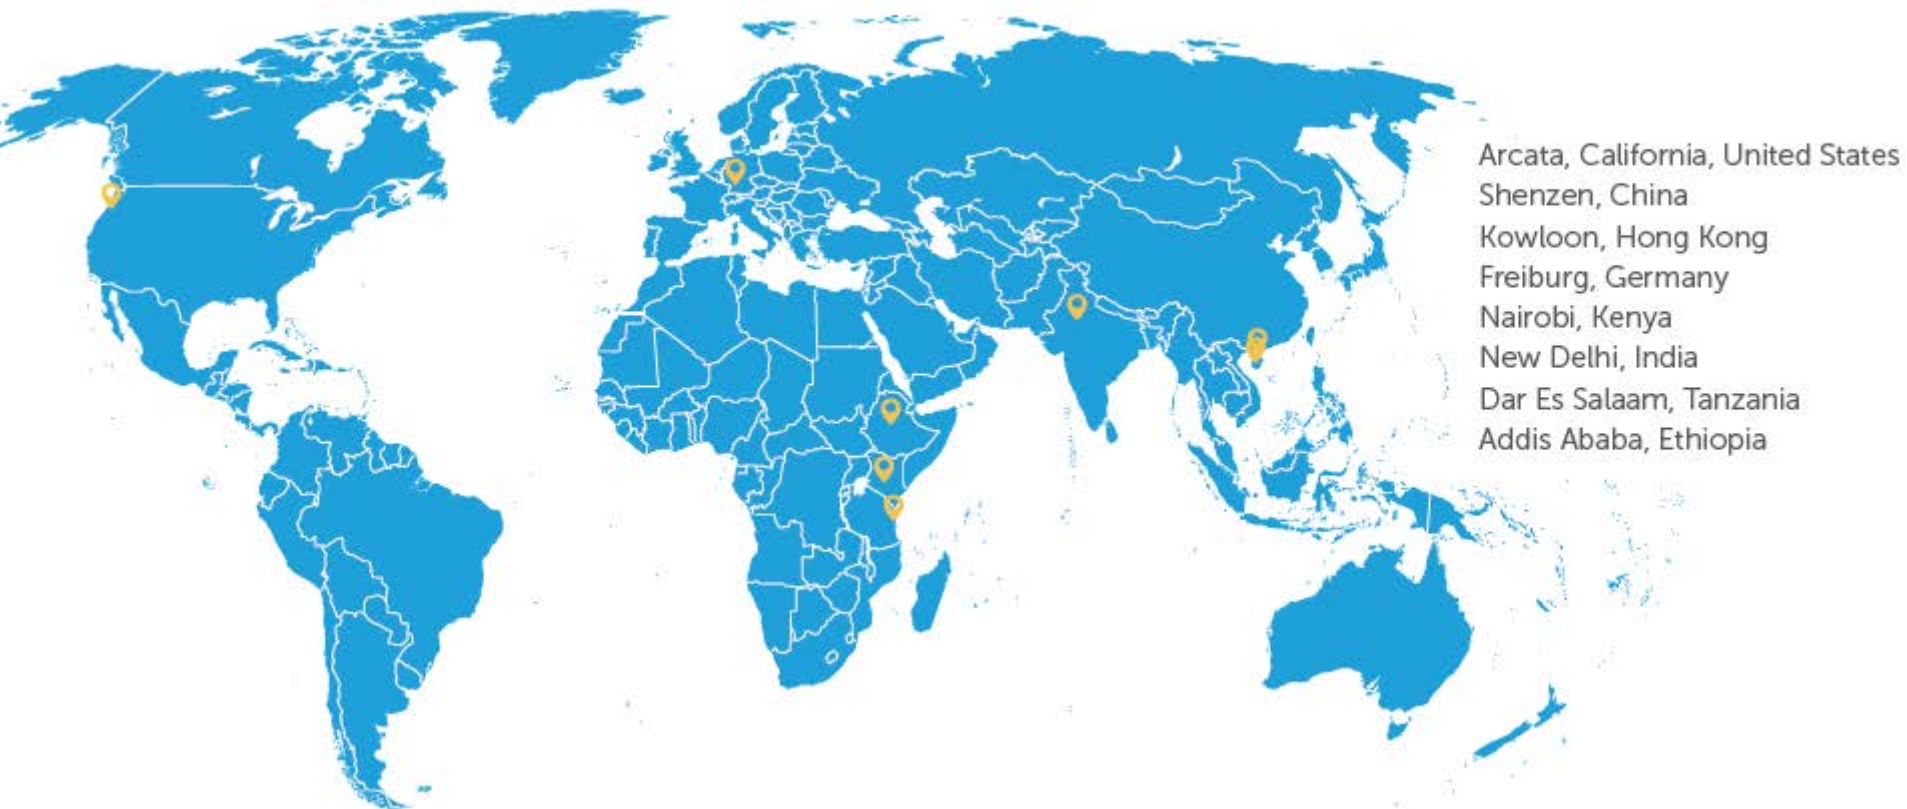 Arcata, California, United States
Shenzen, China
Kowloon, Hong Kong
Freiburg, Germany
Nairobi, Kenya
New Delhi, India
Dar Es Salaam, Tanzania
Addis Ababa, Ethiopia